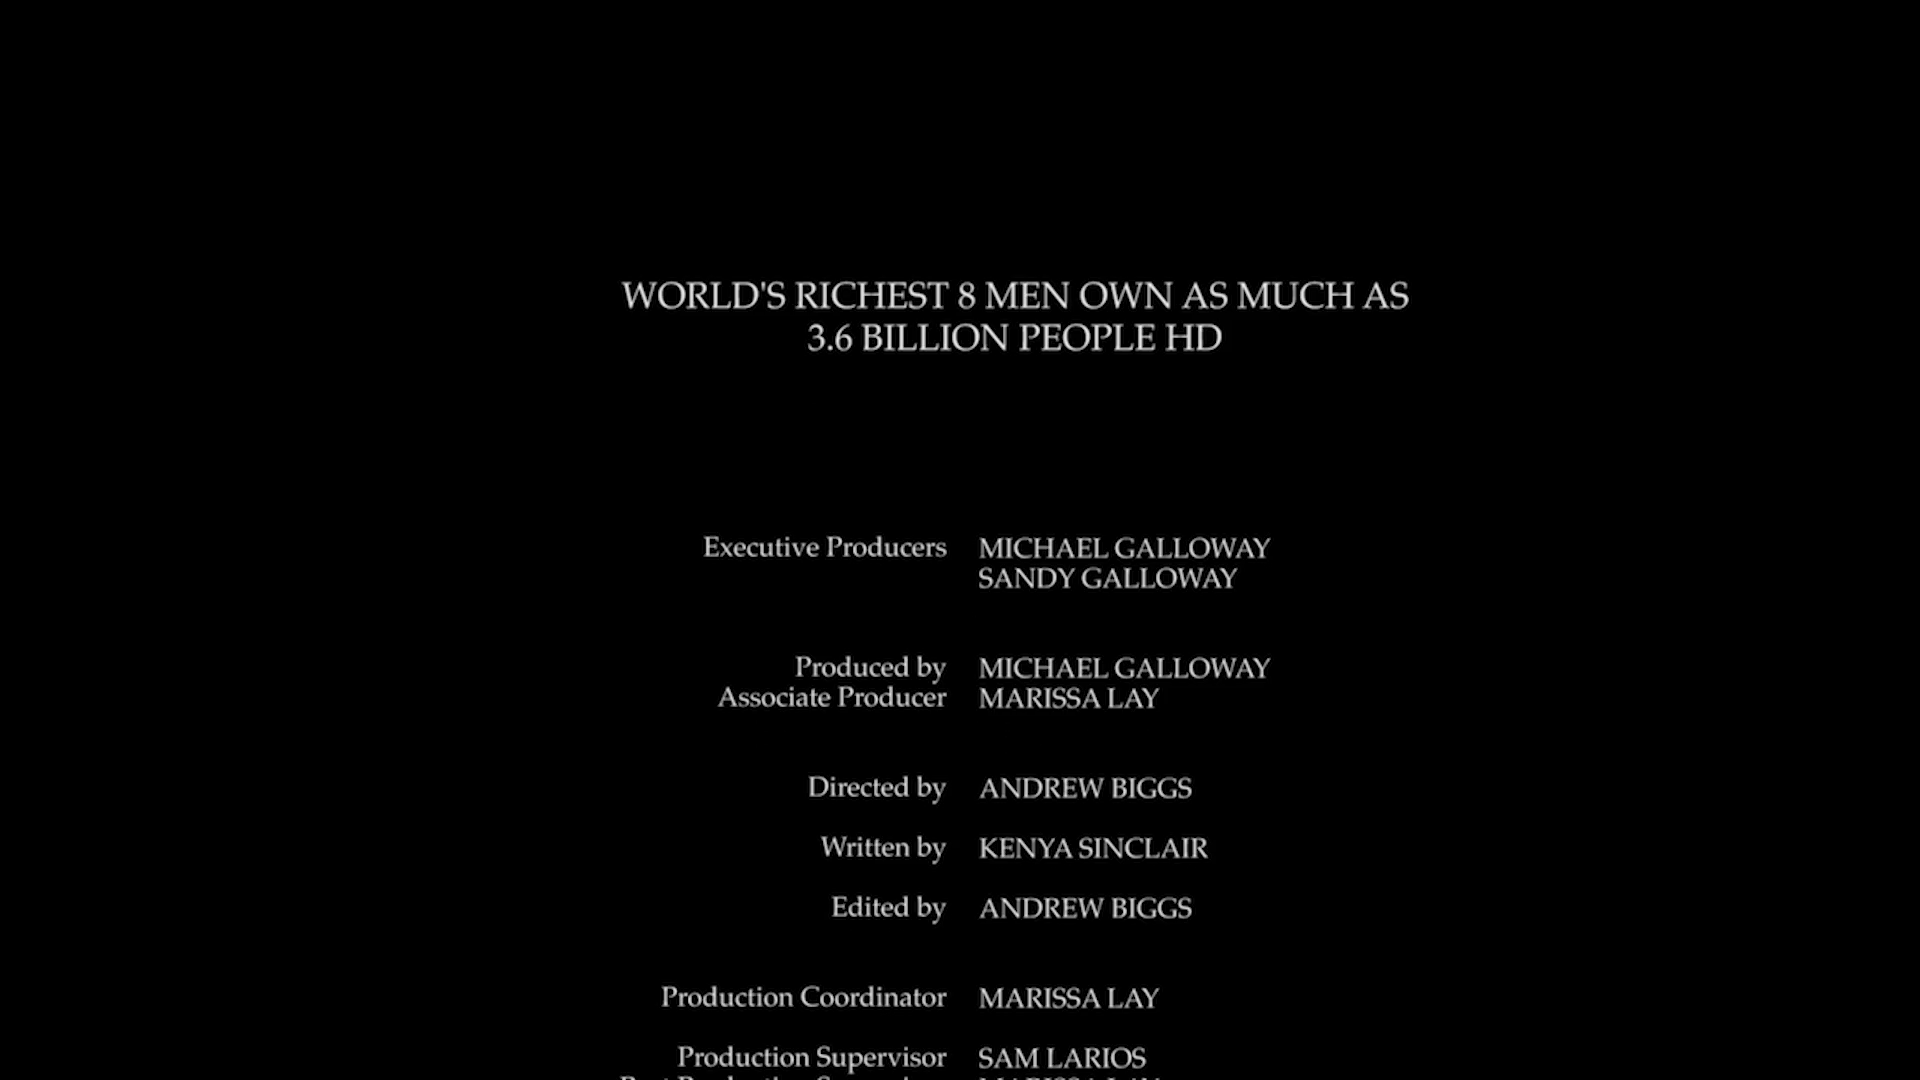 WORLD'S RICHEST 8 MEN OWN AS MUCH AS
3.6 BILLION PEOPLE HD
Executive Producers MICHAEL GALLOWAY
SANDY GALLOWAY
Produced by MICHAEL GALLOWAY
Associate Producer MARISSA LAY
Directed by ANDREW BIGGS
Written by KENYA SINCLAIR
Edited by ANDREW BIGGS
Production Coordinator MARISSA LAY
Production Supervisor SAM LARIOS